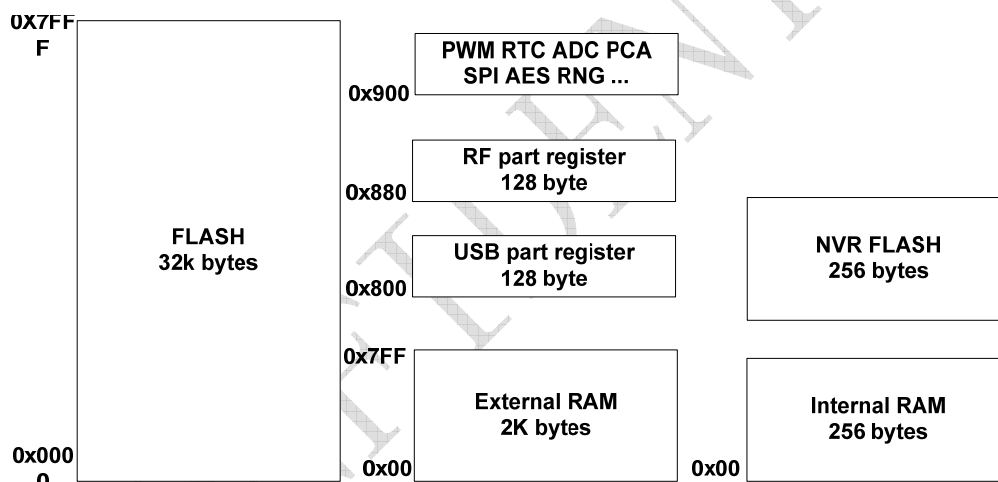 0X7FF
F
FLASH
32k bytes
0x000
0
PWM RTC ADC PCA
SPI AES RNG ...
0x900
RF part register
128 byte
0x880
USB part register
128 byte
0x800
0x7FF
External RAM
2K bytes
0x00
NVR FLASH
256 bytes
Internal RAM
256 bytes
0x00